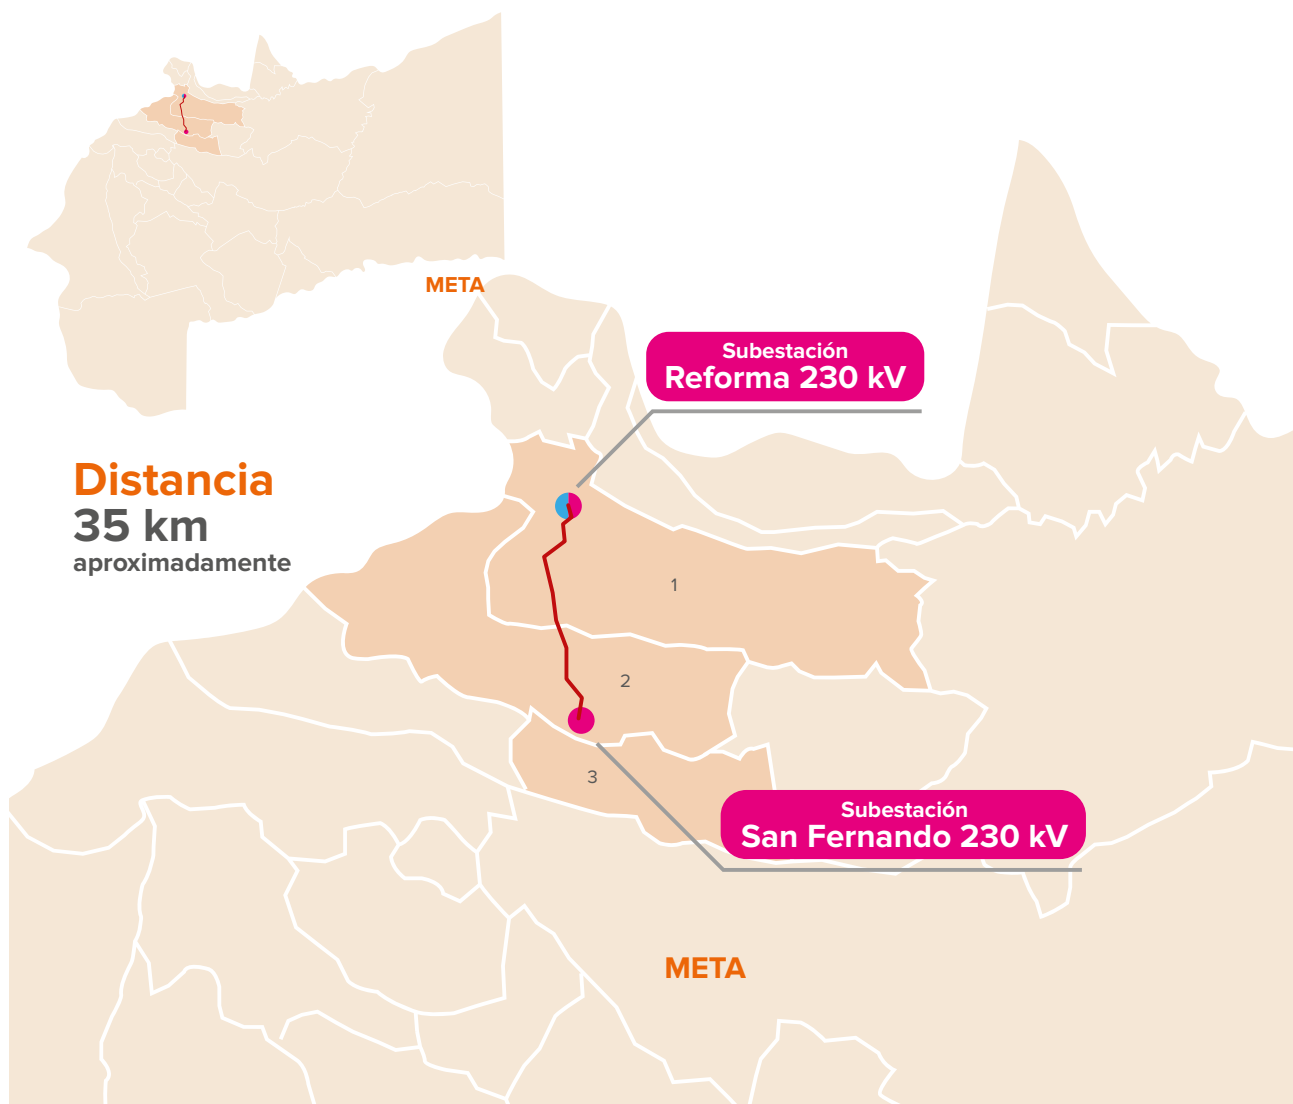 META
Subestación
Reforma 230 kV
Distancia
35 km
aproximadamente
1
2
3
Subestación
San Fernando 230 kV
META